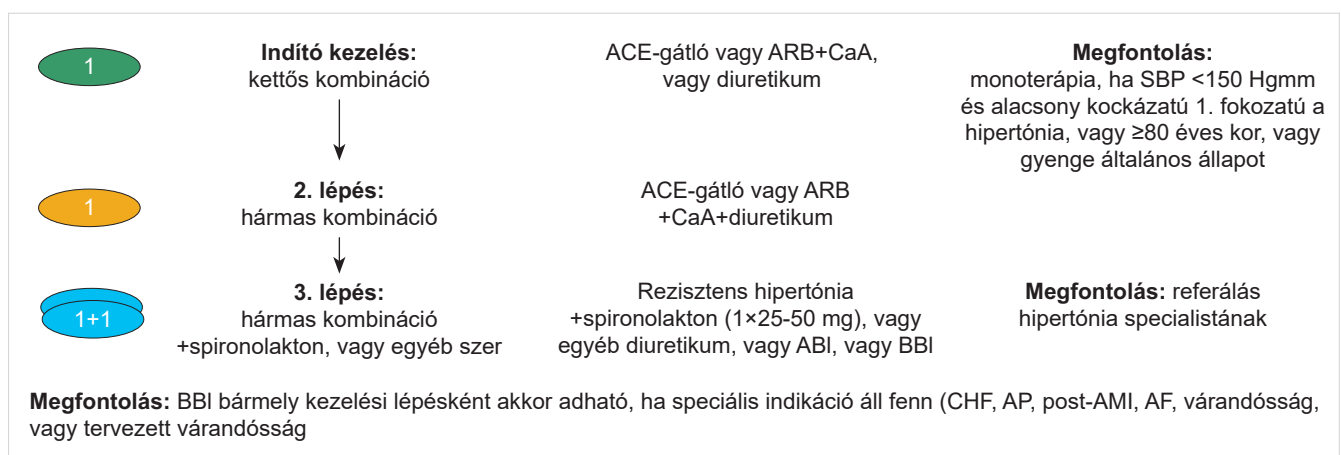 1
Indító kezelés:
kettős kombináció
ACE-gátló vagy ARB+CaA,
vagy diuretikum
Megfontolás:
monoterápia, ha SBP <150 Hgmm
és alacsony kockázatú 1. fokozatú a
hipertónia, vagy ≥80 éves kor, vagy
gyenge általános állapot
1
2. lépés:
hármas kombináció
ACE-gátló vagy ARB
+CaA+diuretikum
1+1
3. lépés:
hármas kombináció
+spironolakton, vagy egyéb szer
Rezisztens hipertónia
+spironolakton (1×25-50 mg), vagy
egyéb diuretikum, vagy ABl, vagy BBl
Megfontolás: referálás
hipertónia specialistának
Megfontolás: BBl bármely kezelési lépésként akkor adható, ha speciális indikáció áll fenn (CHF, AP, post-AMI, AF, várandósság,
vagy tervezett várandósság